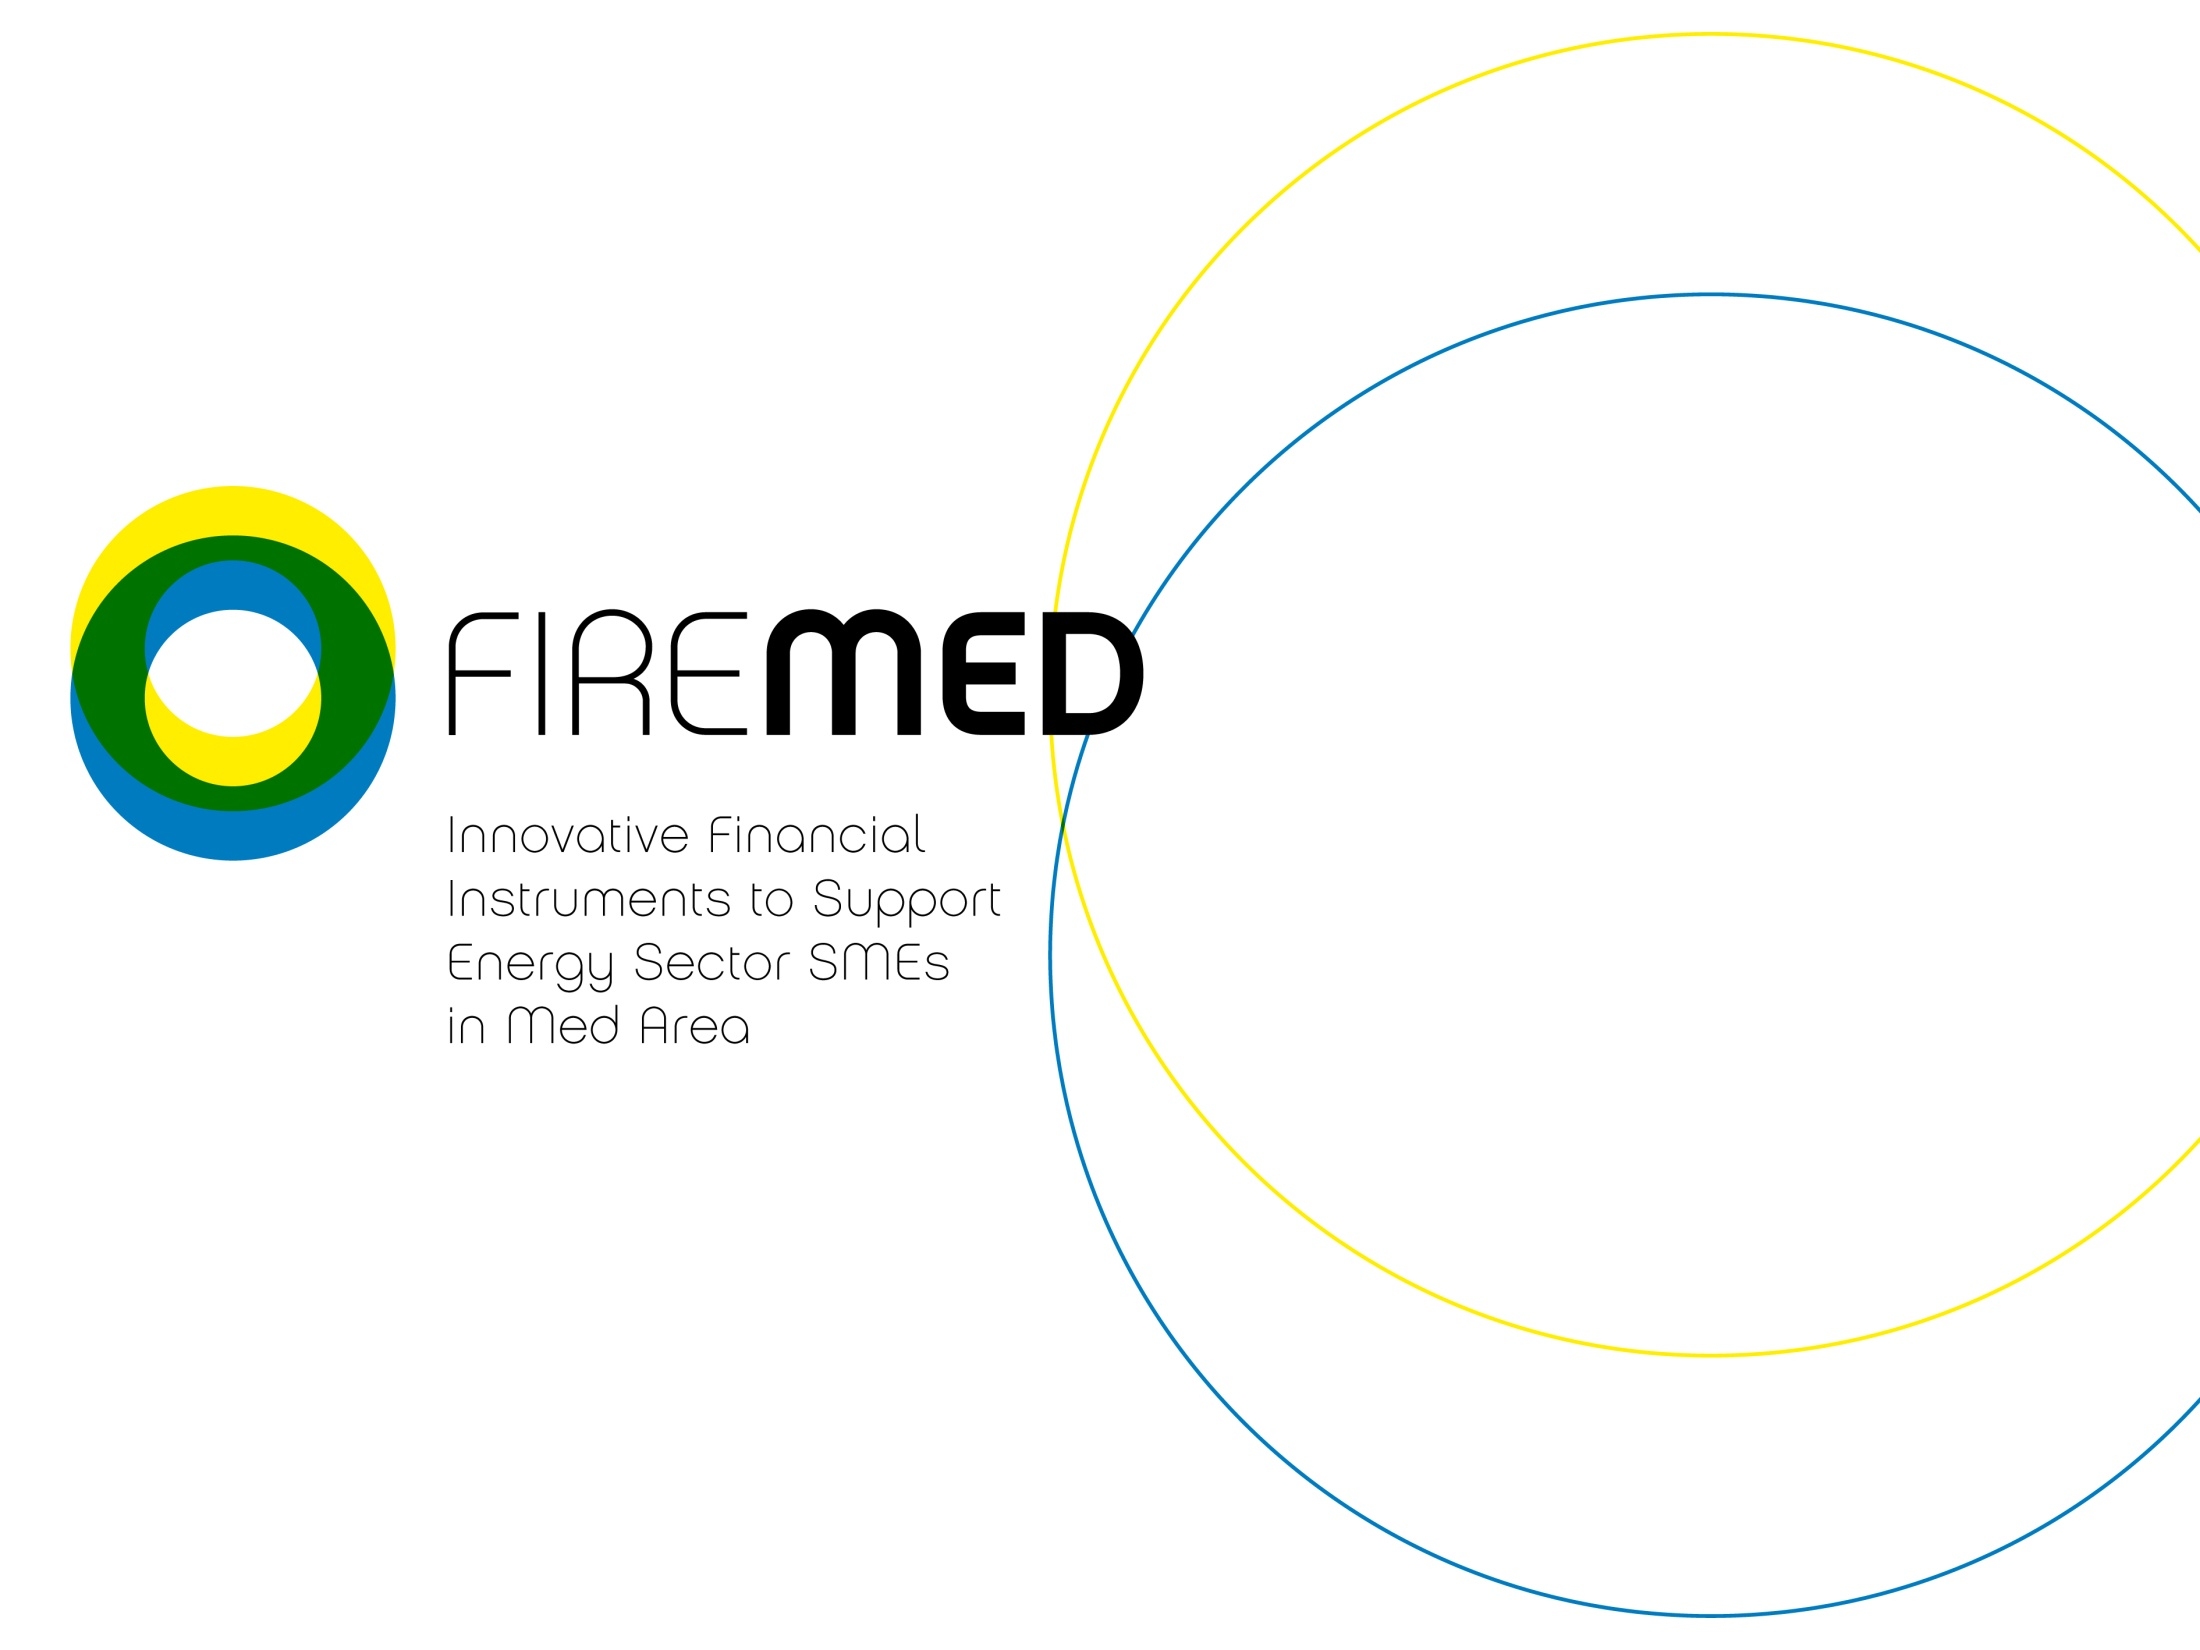 FIREMED
Innovative Financial
Instruments to Support
Energy Sector SMEs
in Med Area